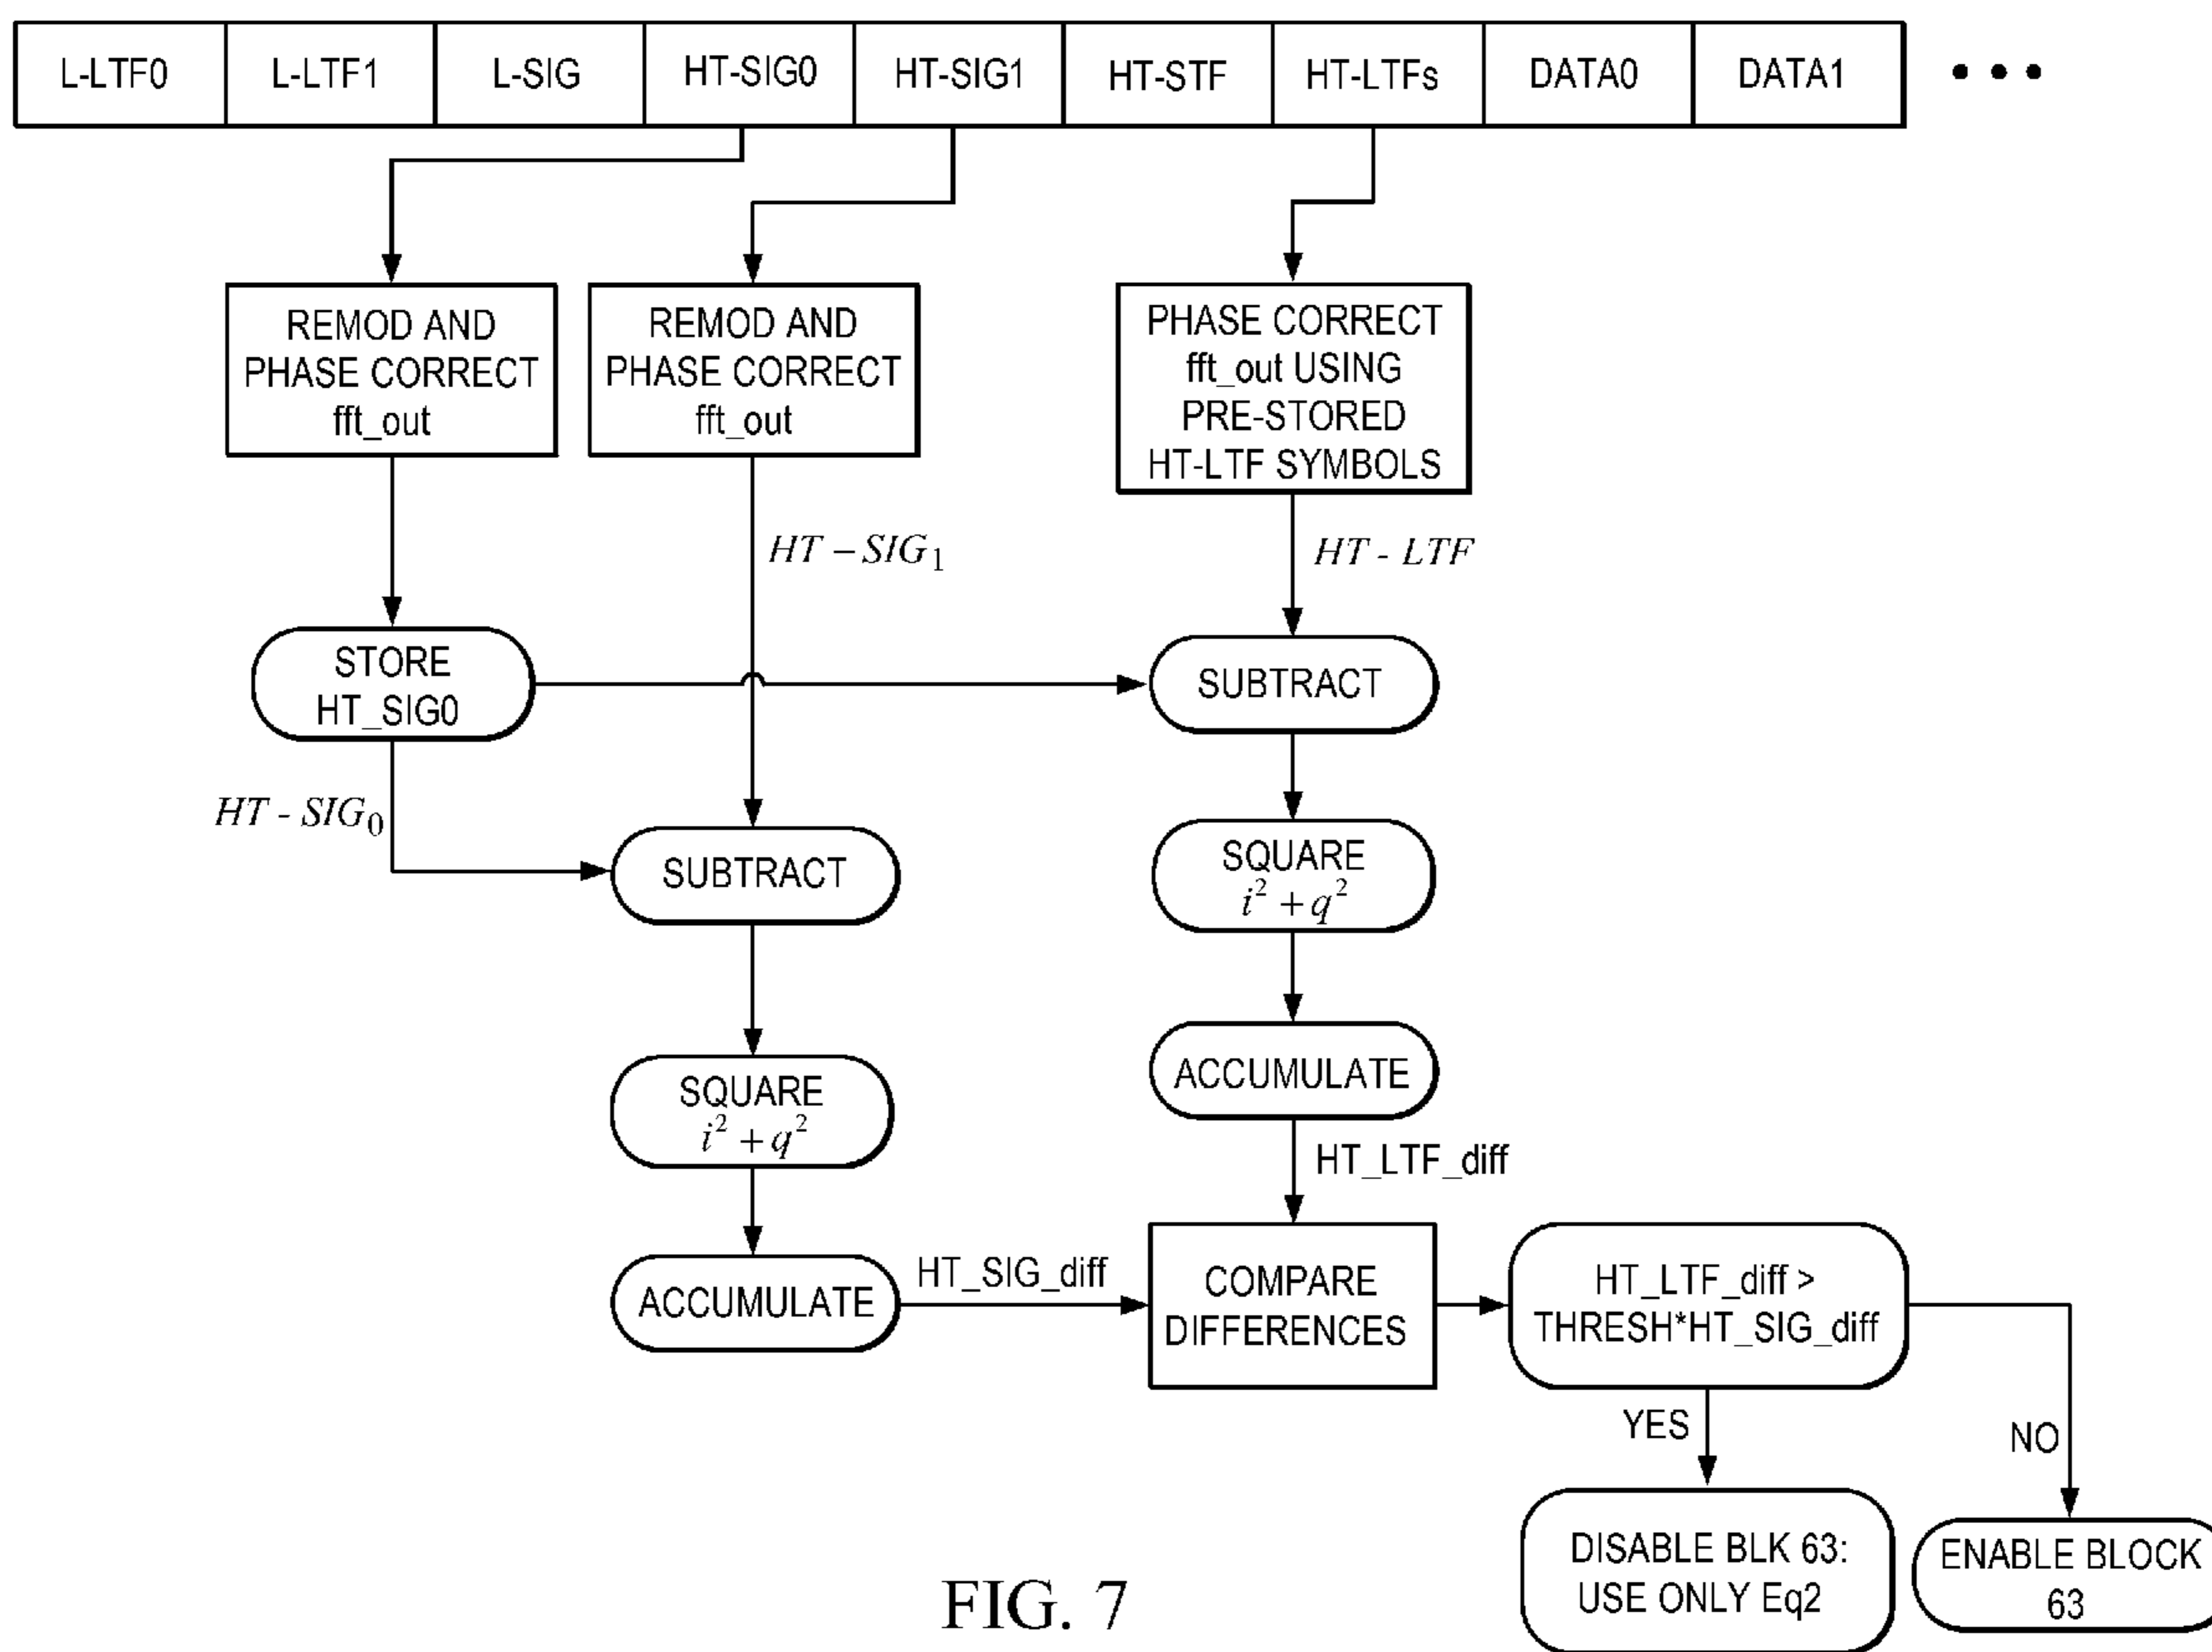 L-LTF0 L-LTF1 L-SIG HT-SIG0 HT-SIG1 HT-STF HT-LTFs DATA0 DATA1 •••
REMOD AND
PHASE CORRECT
fft_out
REMOD AND
PHASE CORRECT
fft_out
PHASE CORRECT
fft_out USING
PRE-STORED
HT-LTF SYMBOLS
HT – SIG₁
HT - LTF
STORE
HT_SIG0
SUBTRACT
HT - SIG₀
SUBTRACT
SQUARE
i² + q²
SQUARE
i² + q²
ACCUMULATE
HT_LTF_diff
ACCUMULATE
HT_SIG_diff
COMPARE
DIFFERENCES
HT_LTF_diff >
THRESH*HT_SIG_diff
YES
NO
DISABLE BLK 63:
USE ONLY Eq2
ENABLE BLOCK
63
FIG. 7